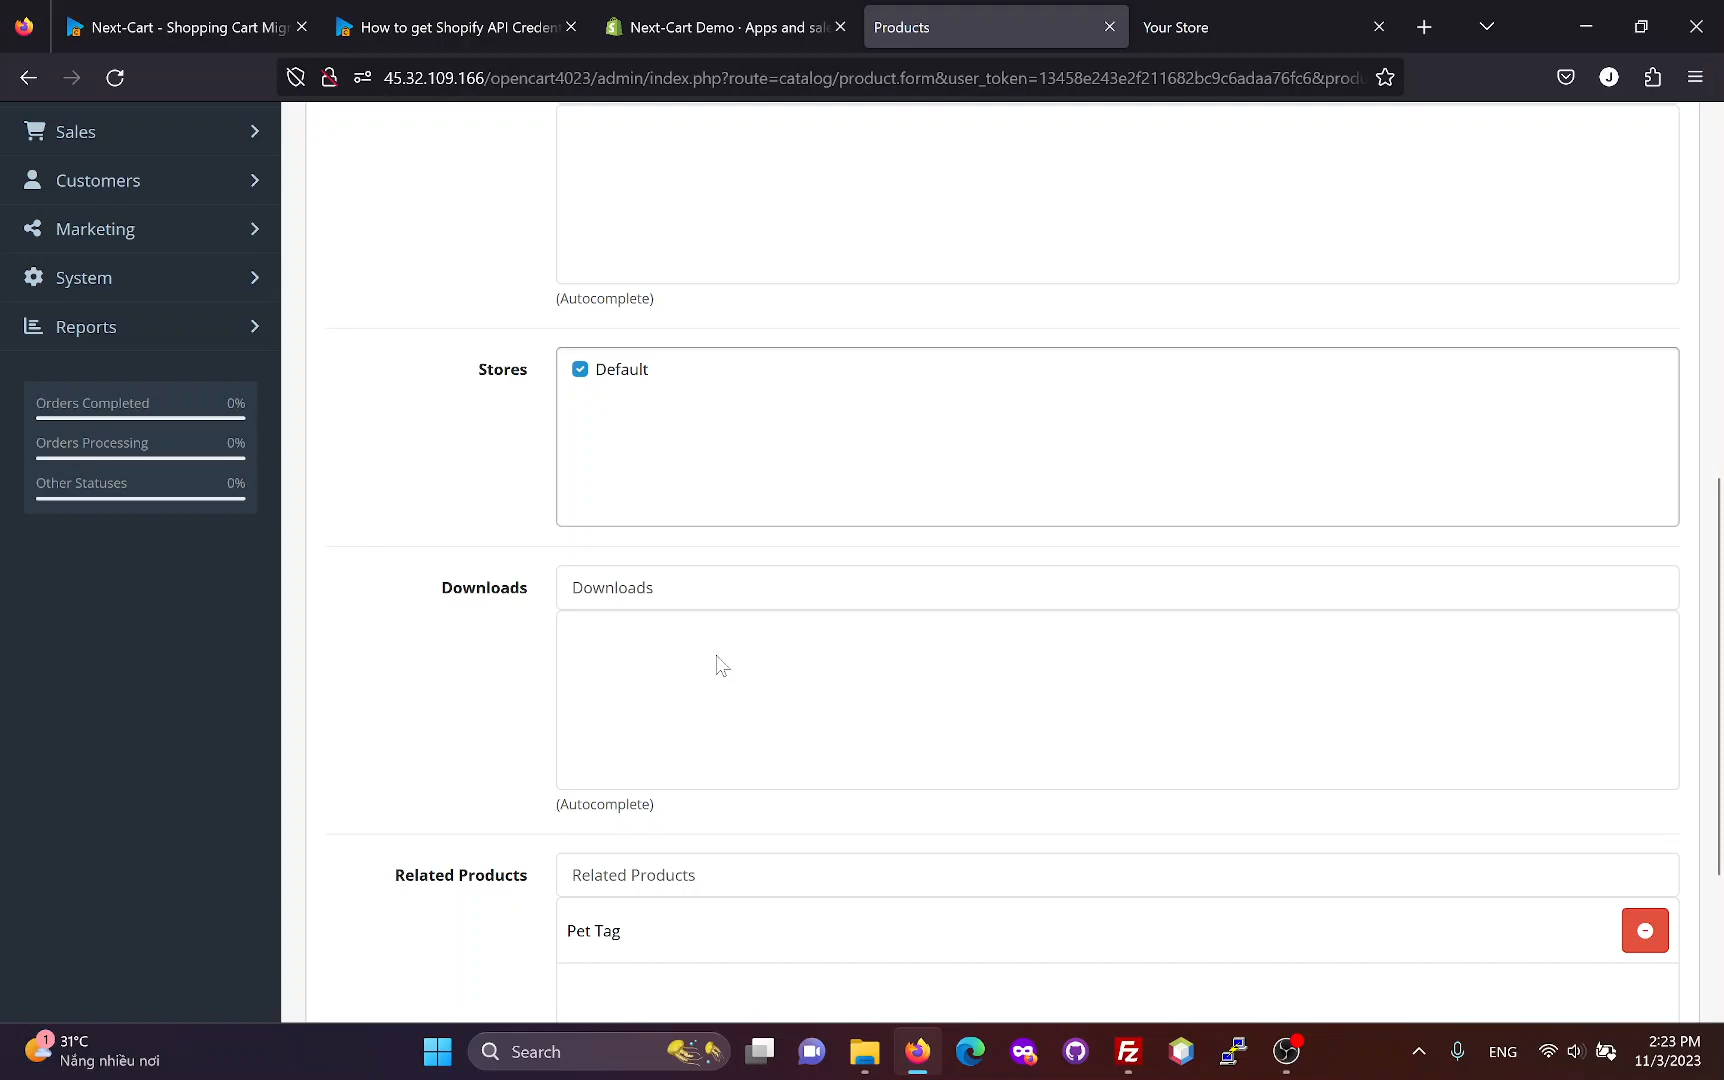 Next-Cart - Shopping Cart Mig
How to get Shopify API Creden
Next-Cart Demo · Apps and sal
Products
Your Store
45.32.109.166/opencart4023/admin/index.php?route=catalog/product.form&user_token=13458e243e2f211682bc9c6adaa76fc6&produ
J
Sales
Customers
Marketing
System
Reports
Orders Completed 0%
Orders Processing 0%
Other Statuses 0%
(Autocomplete)
Stores
Default
Downloads
Downloads
(Autocomplete)
Related Products
Related Products
Pet Tag
1
31°C
Nắng nhiều nơi
Search
Fz
ENG
2:23 PM
11/3/2023